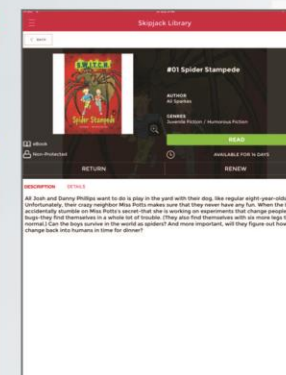 Skipjack Library
BACK
S.W.I.T.C.H.
Spider Stampede
#01 Spider Stampede
AUTHOR
Ali Sparkes
GENRES
Juvenile Fiction / Humorous Fiction
READ
eBook
Non-Protected
AVAILABLE FOR 14 DAYS
RETURN
RENEW
DESCRIPTION
DETAILS
All Josh and Danny Phillips want to do is play in the yard with their dog, like regular eight-year-olds
Unfortunately, their crazy neighbor Miss Potts makes sure that they never have any fun. When the
accidentally stumble on Miss Potts's secret-that she is working on experiments that change people
bugs-they find themselves in a whole lot of trouble. (They also find themselves with six more legs
normal.) Can the boys survive in the world as spiders? And more important, will they figure out how
change back into humans in time for dinner?